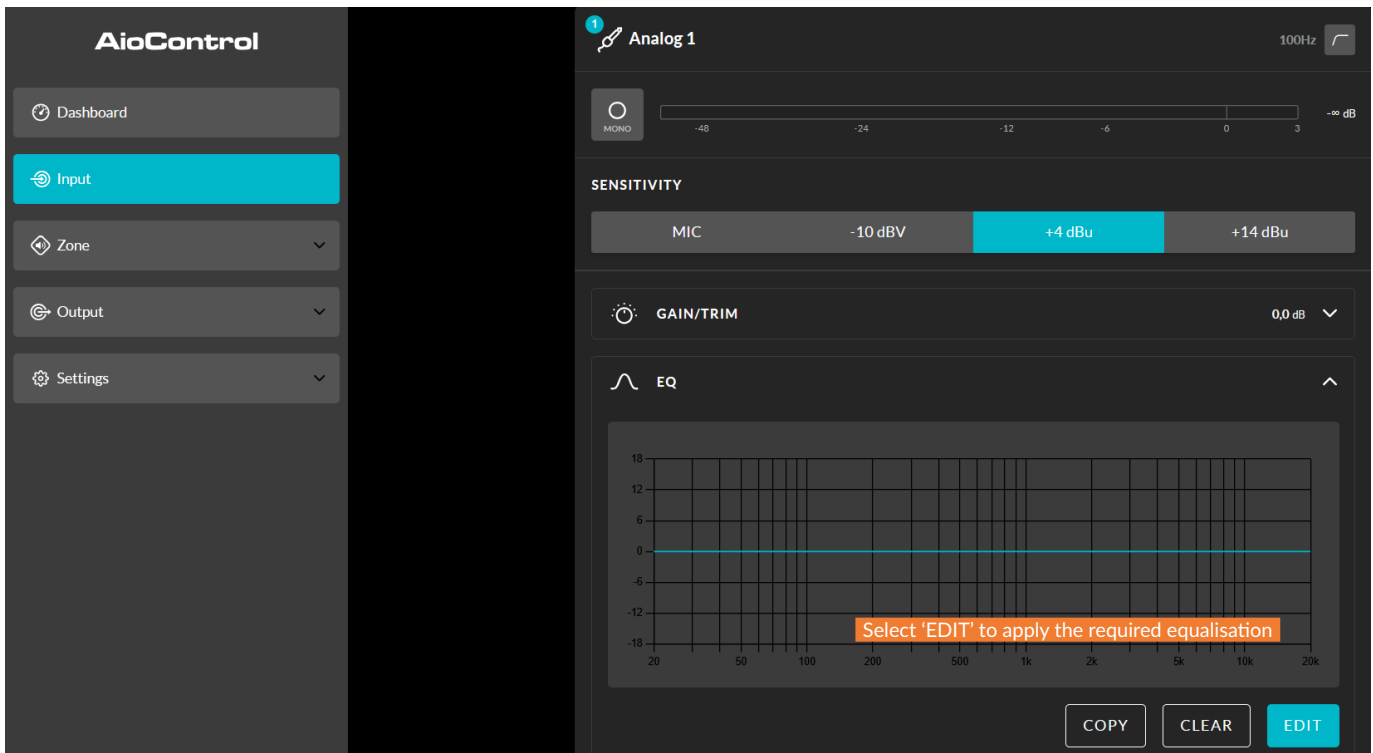 AioControl
Dashboard
Input
Zone
Output
Settings
1
Analog 1
100Hz
MONO
-48 -24 -12 -6 0 3
-∞ dB
SENSITIVITY
MIC -10 dBV +4 dBu +14 dBu
GAIN/TRIM 0,0 dB
EQ
18
12
6
0
-6
-12
Select ‘EDIT’ to apply the required equalisation
-18
20 50 100 200 500 1k 2k 5k 10k 20k
COPY CLEAR EDIT